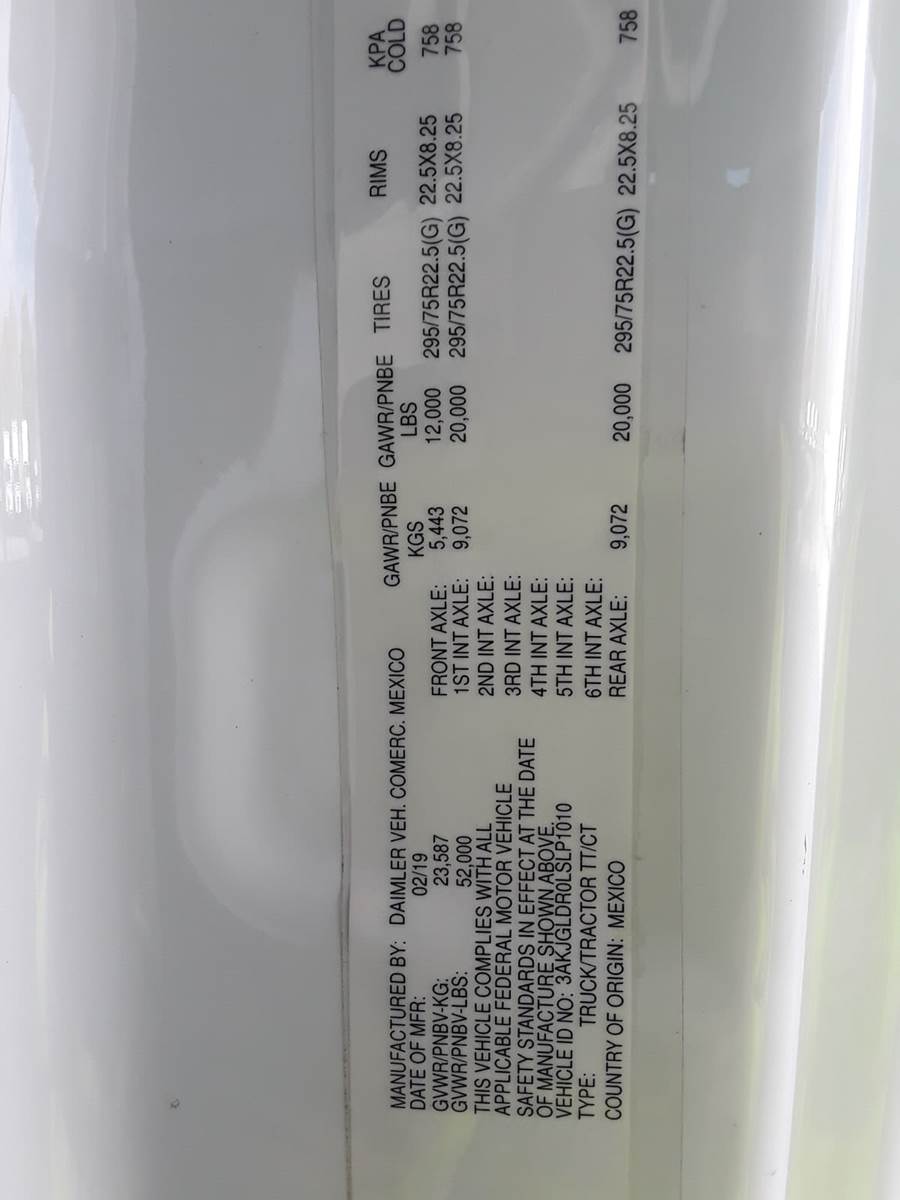 MANUFACTURED BY: DAIMLER VEH. COMERC. MEXICO
DATE OF MFR: 02/19
GVWR/PNBV-KG: 23,587
GVWR/PNBV-LBS: 52,000
THIS VEHICLE COMPLIES WITH ALL
APPLICABLE FEDERAL MOTOR VEHICLE
SAFETY STANDARDS IN EFFECT AT THE DATE
OF MANUFACTURE SHOWN ABOVE.
VEHICLE ID NO: 3AKJGLDR0LSLP1010
TYPE: TRUCK/TRACTOR TT/CT
COUNTRY OF ORIGIN: MEXICO
GAWR/PNBE GAWR/PNBE TIRES RIMS KPA
KGS LBS COLD
FRONT AXLE: 5,443 12,000 295/75R22.5(G) 22.5X8.25 758
1ST INT AXLE: 9,072 20,000 295/75R22.5(G) 22.5X8.25 758
2ND INT AXLE:
3RD INT AXLE:
4TH INT AXLE:
5TH INT AXLE:
6TH INT AXLE:
REAR AXLE: 9,072 20,000 295/75R22.5(G) 22.5X8.25 758